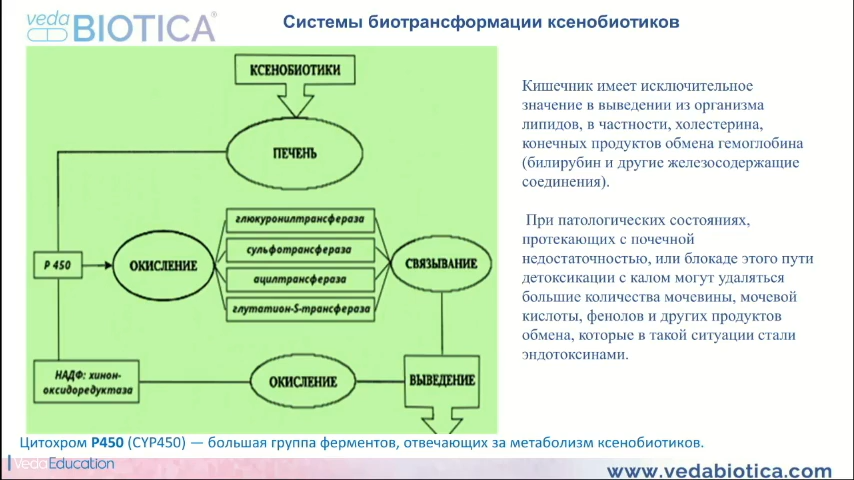 veda
BIOTICA®
Системы биотрансформации ксенобиотиков
КСЕНОБИОТИКИ
ПЕЧЕНЬ
глюкуронилтрансфераза
сульфотрансфераза
ацилтрансфераза
глутатион-S-трансфераза
P 450
ОКИСЛЕНИЕ
СВЯЗЫВАНИЕ
НАДФ: хинон-
оксидоредуктаза
ОКИСЛЕНИЕ
ВЫВЕДЕНИЕ
Кишечник имеет исключительное
значение в выведении из организма
липидов, в частности, холестерина,
конечных продуктов обмена гемоглобина
(билирубин и другие железосодержащие
соединения).
При патологических состояниях,
протекающих с почечной
недостаточностью, или блокаде этого пути
детоксикации с калом могут удаляться
большие количества мочевины, мочевой
кислоты, фенолов и других продуктов
обмена, которые в такой ситуации стали
эндотоксинами.
Цитохром P450 (CYP450) — большая группа ферментов, отвечающих за метаболизм ксенобиотиков.
VedaEducation
www.vedabiotica.com